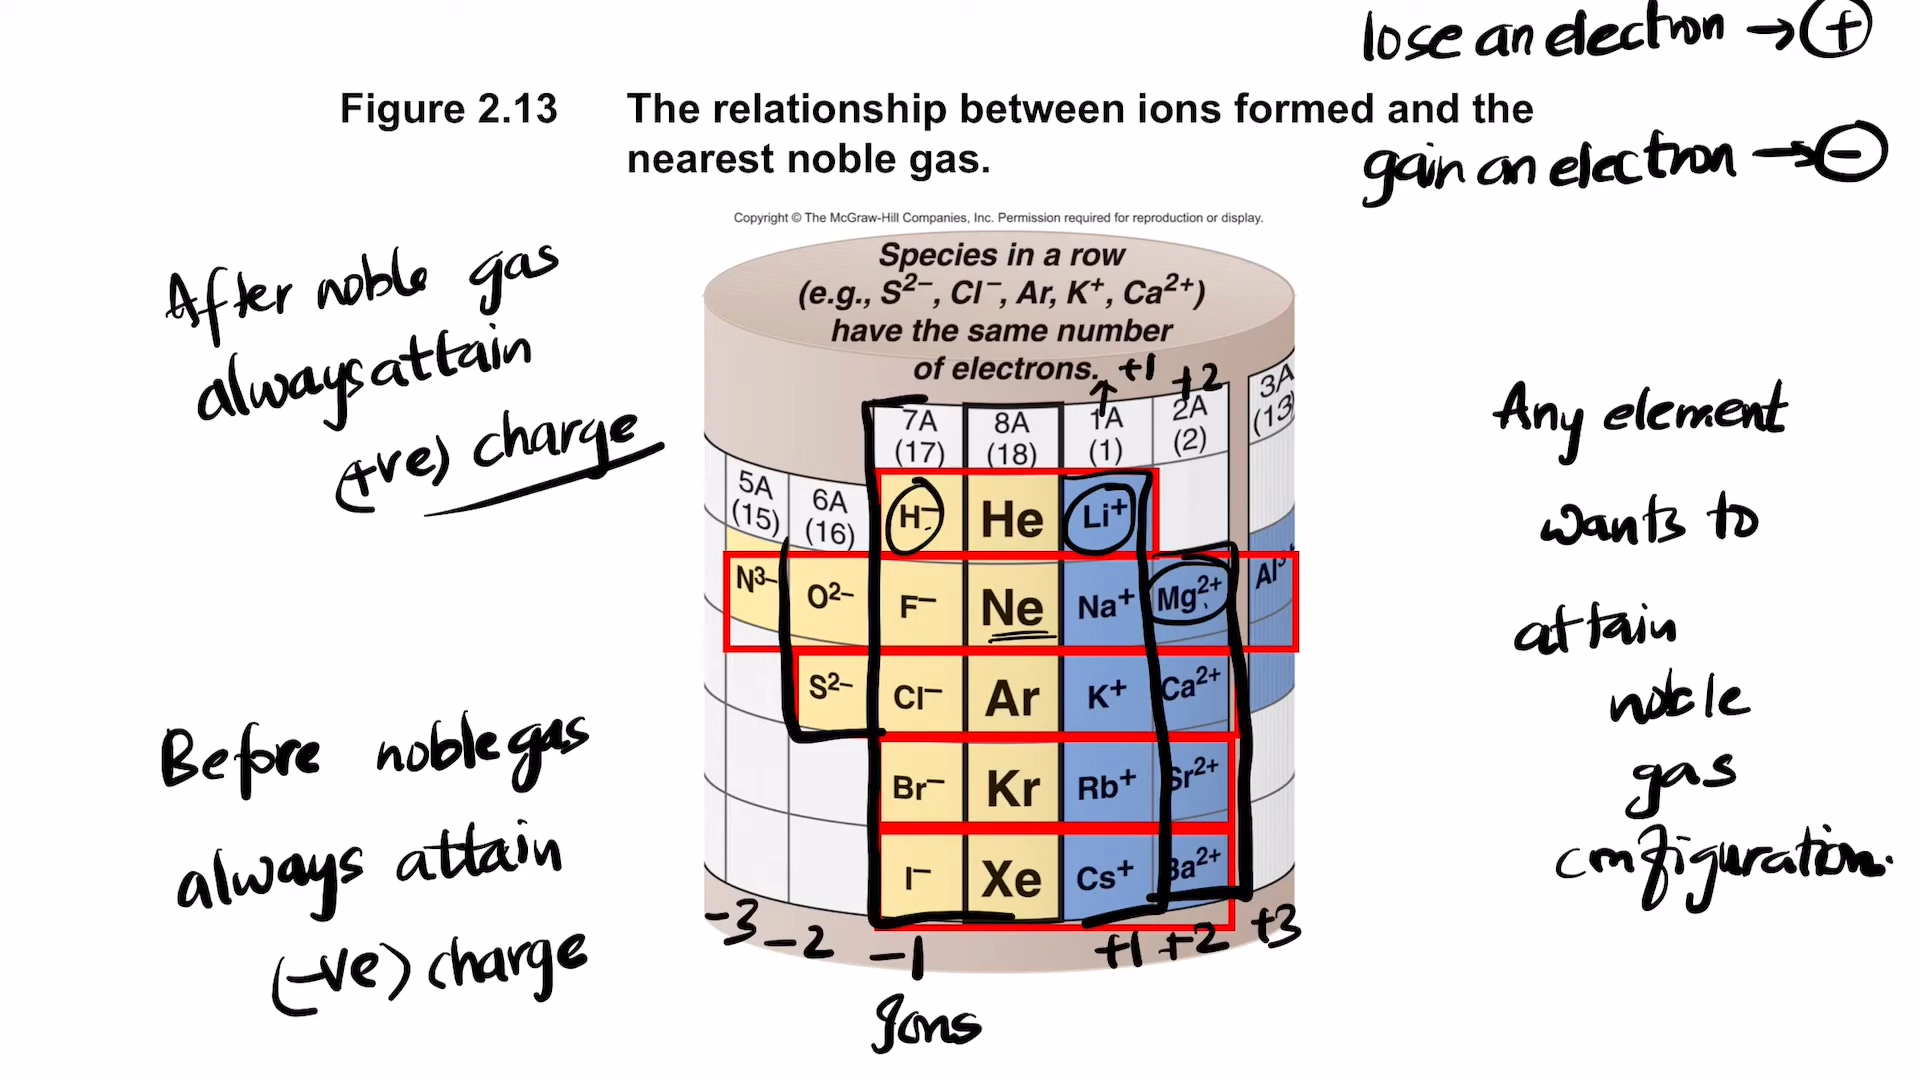 lose an electron → (+)
Figure 2.13 The relationship between ions formed and the
nearest noble gas.
gain an electron → (−)
Copyright © The McGraw-Hill Companies, Inc. Permission required for reproduction or display.
Species in a row
(e.g., S²⁻, Cl⁻, Ar, K⁺, Ca²⁺)
have the same number
of electrons.
After noble gas
always attain
(+ve) charge
Before noble gas
always attain
(-ve) charge
↑ +1 +2
7A 8A 1A 2A 3A
(17) (18) (1) (2) (13)
5A 6A
(15) (16)
H⁻ He Li⁺
N³⁻ O²⁻ F⁻ Ne Na⁺ Mg²⁺ Al³⁺
S²⁻ Cl⁻ Ar K⁺ Ca²⁺
Br⁻ Kr Rb⁺ Sr²⁺
I⁻ Xe Cs⁺ Ba²⁺
-3 -2 -1 +1 +2 +3
Ions
Any element
wants to
attain
noble
gas
configuration.